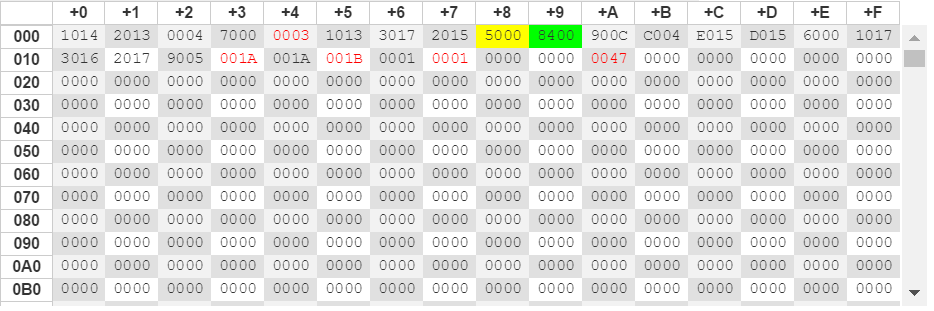 +0 +1 +2 +3 +4 +5 +6 +7 +8 +9 +A +B +C +D +E +F
000 1014 2013 0004 7000 0003 1013 3017 2015 5000 8400 900C C004 E015 D015 6000 1017
010 3016 2017 9005 001A 001A 001B 0001 0001 0000 0000 0047 0000 0000 0000 0000 0000
020 0000 0000 0000 0000 0000 0000 0000 0000 0000 0000 0000 0000 0000 0000 0000 0000
030 0000 0000 0000 0000 0000 0000 0000 0000 0000 0000 0000 0000 0000 0000 0000 0000
040 0000 0000 0000 0000 0000 0000 0000 0000 0000 0000 0000 0000 0000 0000 0000 0000
050 0000 0000 0000 0000 0000 0000 0000 0000 0000 0000 0000 0000 0000 0000 0000 0000
060 0000 0000 0000 0000 0000 0000 0000 0000 0000 0000 0000 0000 0000 0000 0000 0000
070 0000 0000 0000 0000 0000 0000 0000 0000 0000 0000 0000 0000 0000 0000 0000 0000
080 0000 0000 0000 0000 0000 0000 0000 0000 0000 0000 0000 0000 0000 0000 0000 0000
090 0000 0000 0000 0000 0000 0000 0000 0000 0000 0000 0000 0000 0000 0000 0000 0000
0A0 0000 0000 0000 0000 0000 0000 0000 0000 0000 0000 0000 0000 0000 0000 0000 0000
0B0 0000 0000 0000 0000 0000 0000 0000 0000 0000 0000 0000 0000 0000 0000 0000 0000